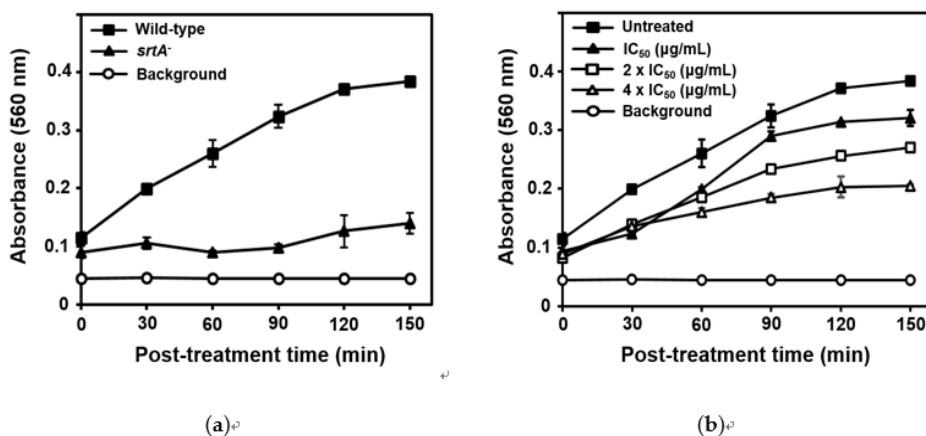 Wild-type
srtA-
Background
Absorbance (560 nm)
0.4
0.3
0.2
0.1
0
0 30 60 90 120 150
Post-treatment time (min)
(a)↵
Untreated
IC50 (µg/mL)
2 x IC50 (µg/mL)
4 x IC50 (µg/mL)
Background
Absorbance (560 nm)
0.4
0.3
0.2
0.1
0
0 30 60 90 120 150
Post-treatment time (min)
(b)↵